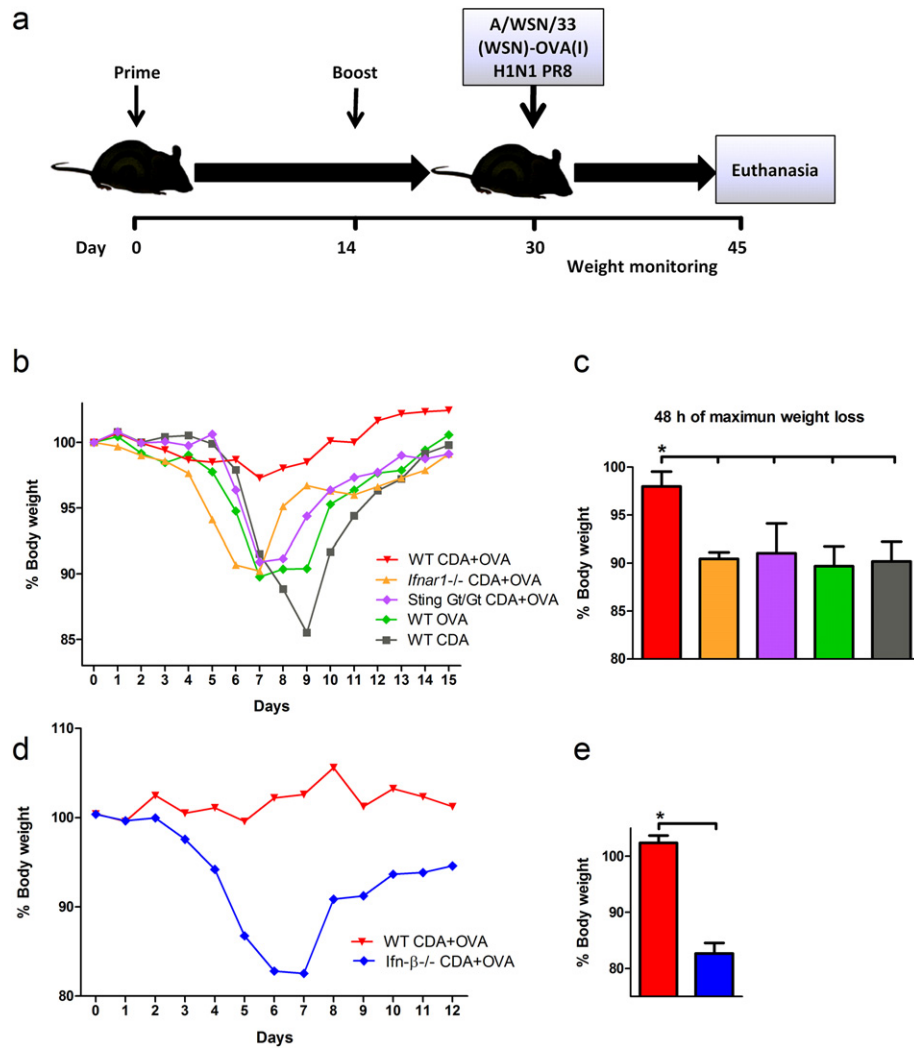 a
A/WSN/33
(WSN)-OVA(I)
H1N1 PR8
Prime
Boost
Euthanasia
Day 0 14 30 45
Weight monitoring
b
% Body weight
100
95
90
85
WT CDA+OVA
Ifnar1-/- CDA+OVA
Sting Gt/Gt CDA+OVA
WT OVA
WT CDA
0 1 2 3 4 5 6 7 8 9 10 11 12 13 14 15
Days
c
48 h of maximun weight loss
% Body weight
100
95
90
85
80
*
d
% Body weight
110
100
90
80
WT CDA+OVA
Ifn-β-/- CDA+OVA
0 1 2 3 4 5 6 7 8 9 10 11 12
Days
e
% Body weight
100
90
80
*